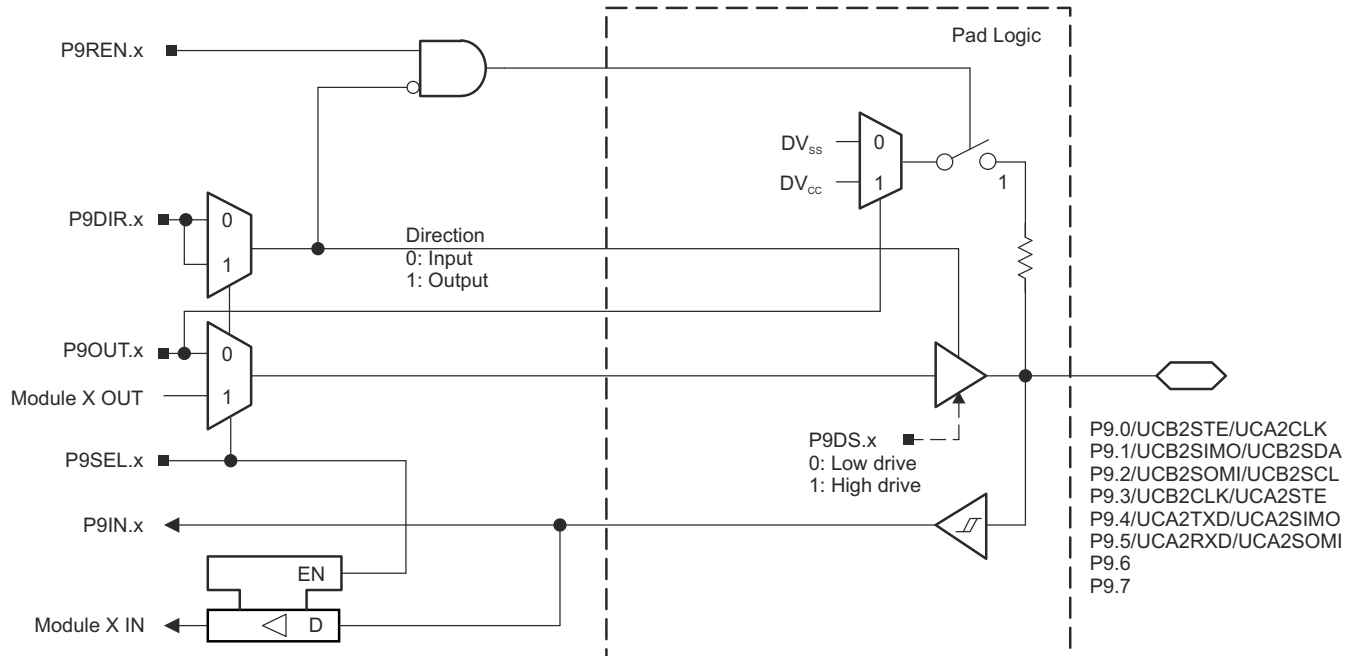 Pad Logic
P9REN.x
DVSS
0
DVCC
1
1
P9DIR.x
0
1
Direction
0: Input
1: Output
P9OUT.x
0
Module X OUT
1
P9DS.x
0: Low drive
1: High drive
P9SEL.x
P9IN.x
EN
Module X IN
D
P9.0/UCB2STE/UCA2CLK
P9.1/UCB2SIMO/UCB2SDA
P9.2/UCB2SOMI/UCB2SCL
P9.3/UCB2CLK/UCA2STE
P9.4/UCA2TXD/UCA2SIMO
P9.5/UCA2RXD/UCA2SOMI
P9.6
P9.7